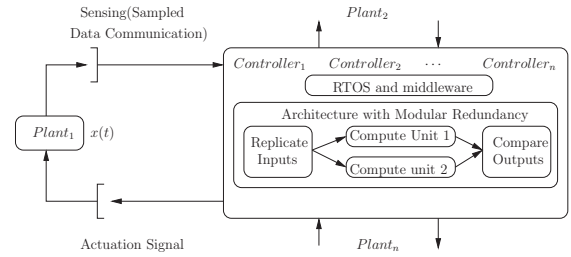 Sensing(Sampled
Data Communication)
Plant₂
Controller₁ Controller₂ ··· Controllerₙ
RTOS and middleware
Architecture with Modular Redundancy
Plant₁ x(t)
Replicate
Inputs
Compute Unit 1
Compute unit 2
Compare
Outputs
Actuation Signal
Plantₙ